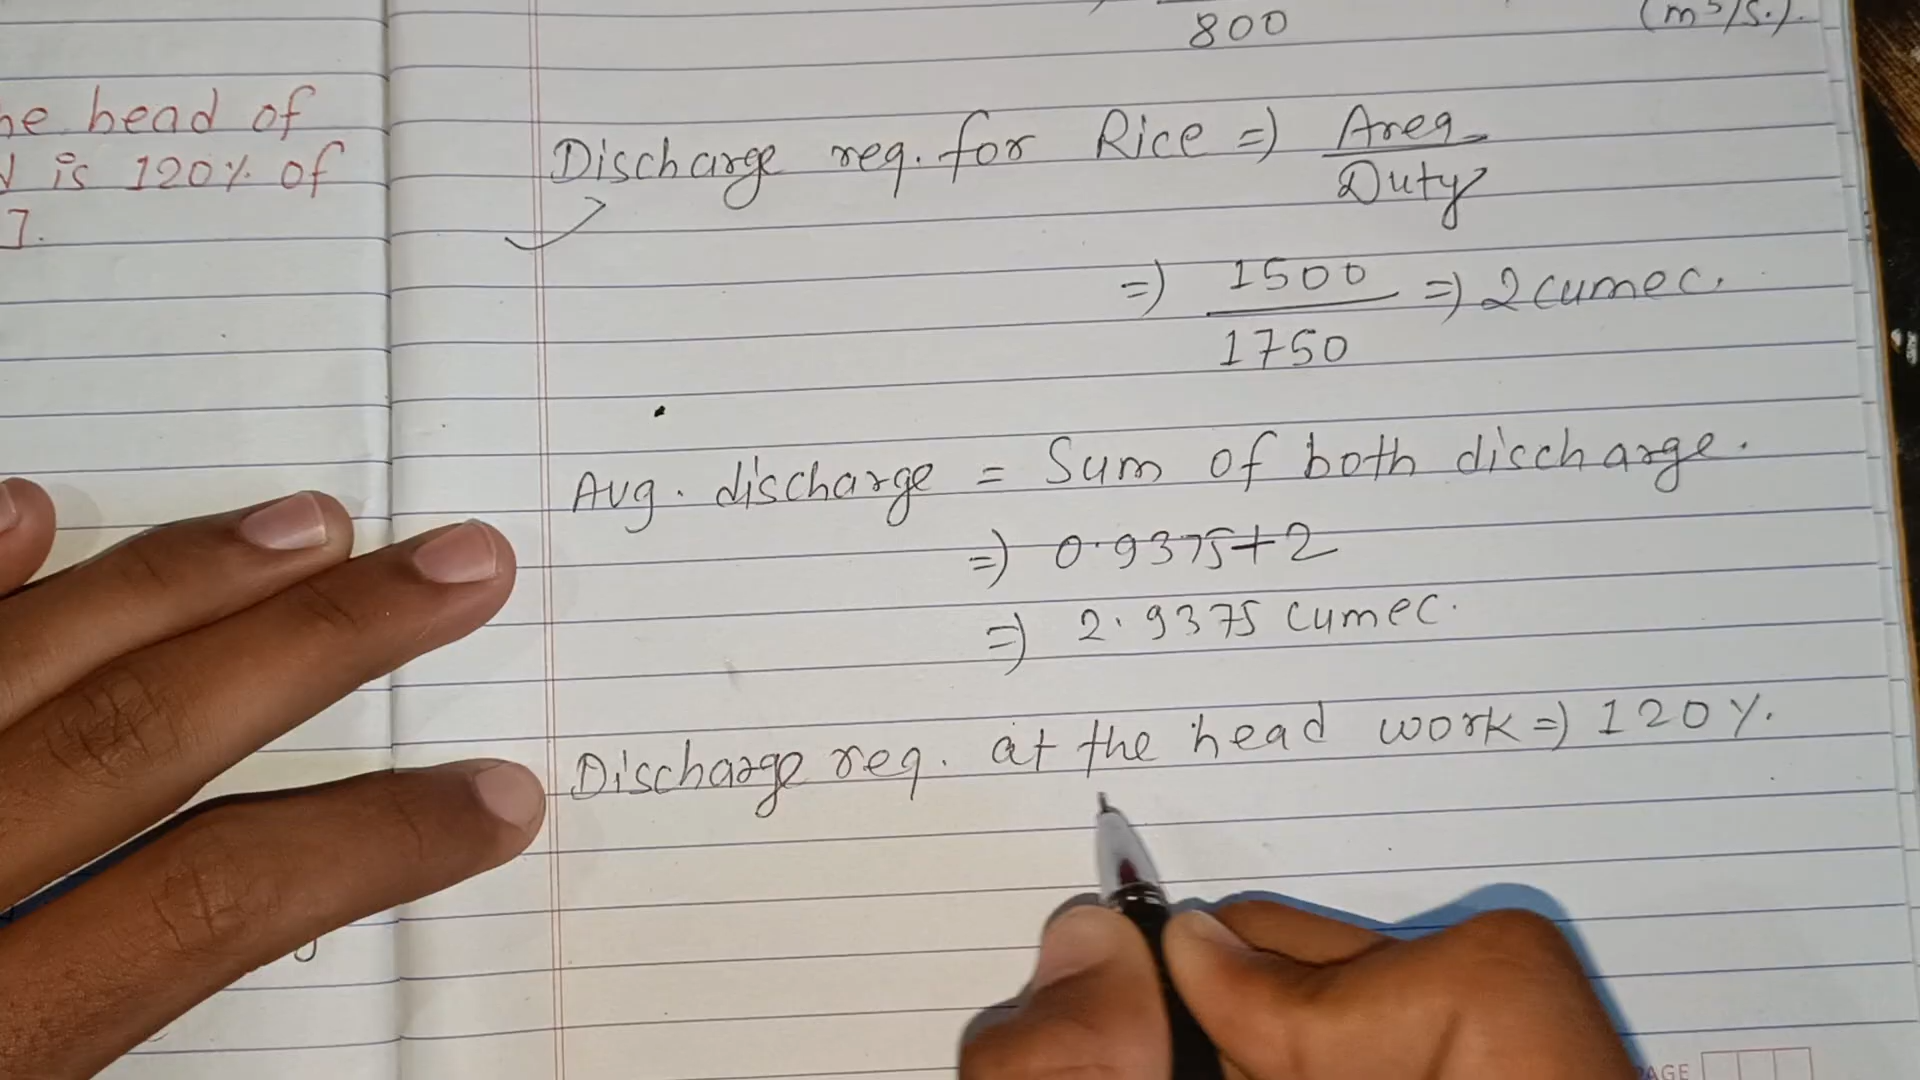 he head of
is 120% of
].
800
(m³/s.).
Discharge req. for Rice => Area
Duty
=> 1500 => 2 cumec.
1750
Avg. discharge = Sum of both discharge.
=> 0.9375+2
=> 2.9375 cumec.
Discharge req. at the head work => 120%.
PAGE